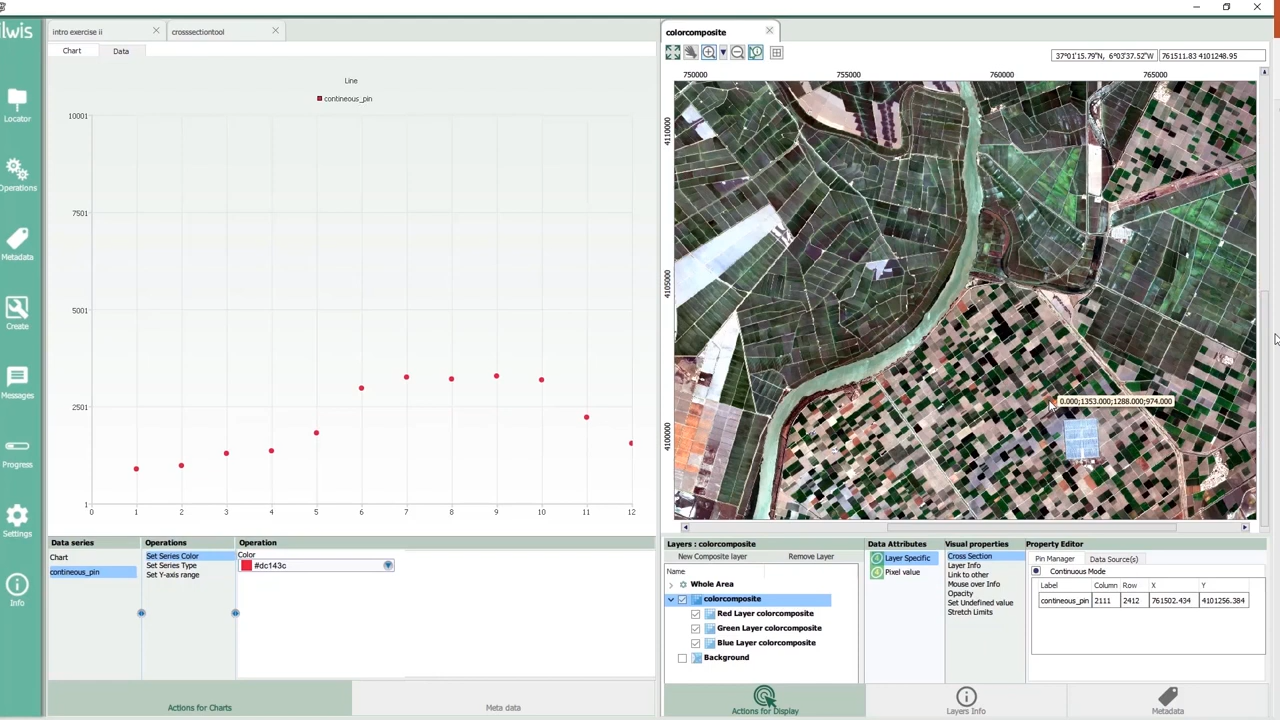 ilwis
intro exercise ii
crosssectiontool
colorcomposite
Chart
Data
37°01'15.79"N, 6°03'37.52"W
761511.83 4101248.95
Locator
Operations
Metadata
Create
Messages
Progress
Settings
Info
Line
contineous_pin
10001
7501
5001
2501
1
0 1 2 3 4 5 6 7 8 9 10 11 12
750000 755000 760000 765000
4110000
4105000
4100000
0.000;1353.000;1288.000;974.000
Data series
Operations
Operation
Chart
contineous_pin
Set Series Color
Set Series Type
Set Y-axis range
Color
#dc143c
Actions for Charts
Meta data
Layers : colorcomposite
New Composite layer
Remove Layer
Name
Whole Area
colorcomposite
Red Layer colorcomposite
Green Layer colorcomposite
Blue Layer colorcomposite
Background
Data Attributes
Layer Specific
Pixel value
Visual properties
Cross Section
Layer Info
Link to other
Mouse over Info
Opacity
Set Undefined value
Stretch Limits
Property Editor
Pin Manager
Data Source(s)
Continuous Mode
Label Column Row X Y
contineous_pin 2111 2412 761502.434 4101256.384
Actions for Display
Layers Info
Metadata